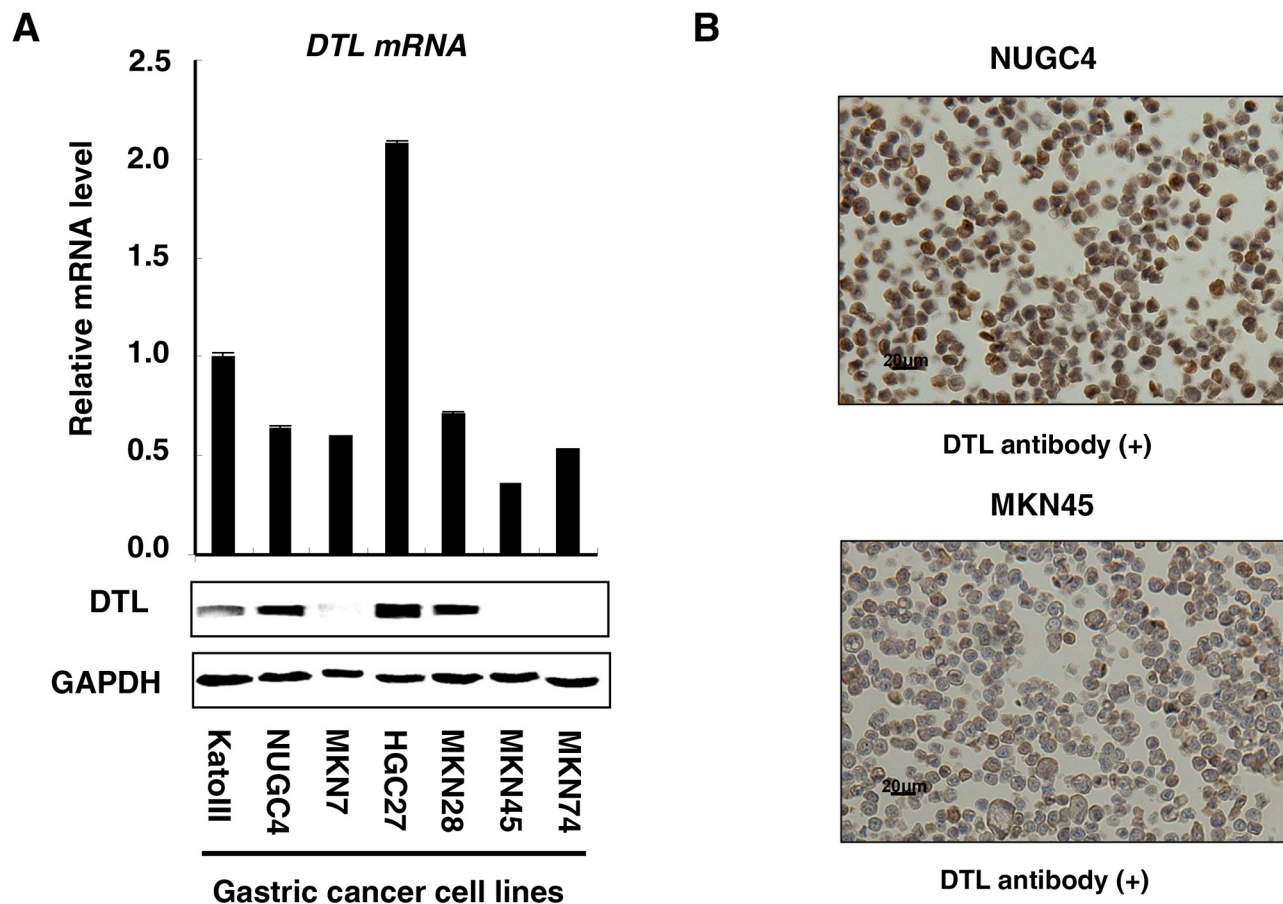 A
DTL mRNA
2.5
2.0
1.5
1.0
0.5
0.0
Relative mRNA level
DTL
GAPDH
KatoIII
NUGC4
MKN7
HGC27
MKN28
MKN45
MKN74
Gastric cancer cell lines
B
NUGC4
20μm
DTL antibody (+)
MKN45
20μm
DTL antibody (+)